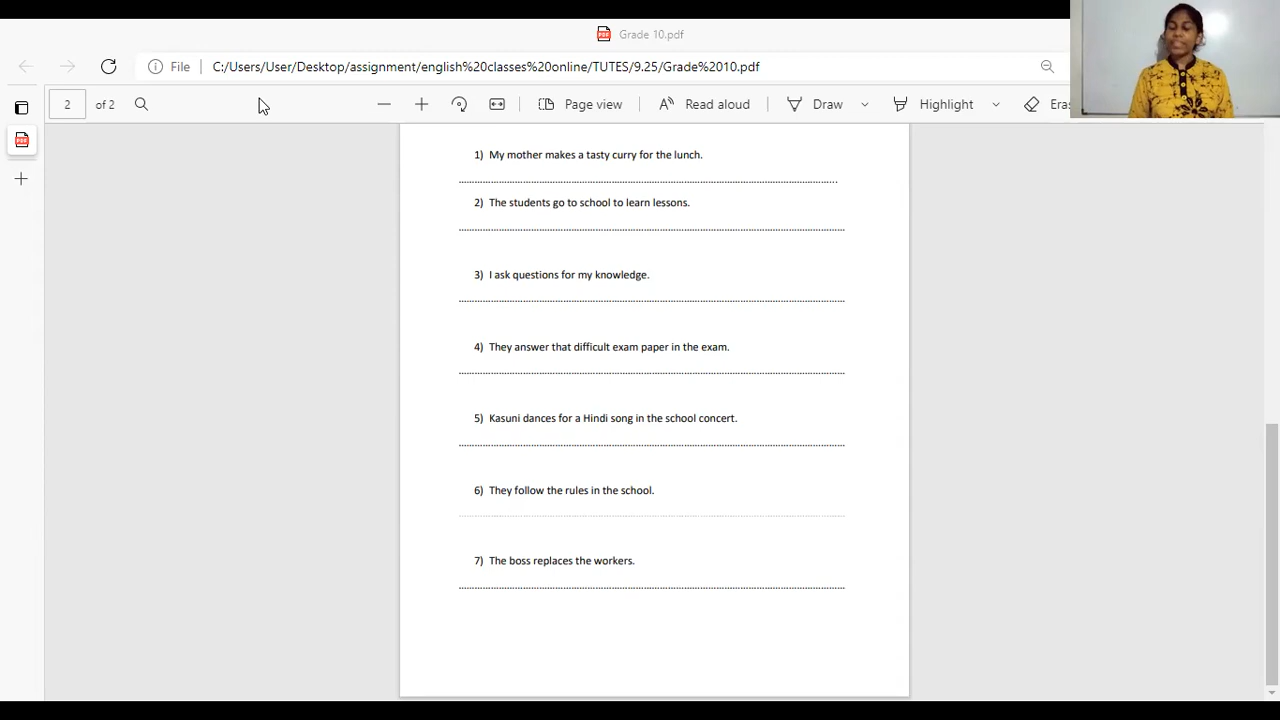 Grade 10.pdf
File C:/Users/User/Desktop/assignment/english%20classes%20online/TUTES/9.25/Grade%2010.pdf
2 of 2 Page view Read aloud Draw Highlight Eras
1) My mother makes a tasty curry for the lunch.
2) The students go to school to learn lessons.
3) I ask questions for my knowledge.
4) They answer that difficult exam paper in the exam.
5) Kasuni dances for a Hindi song in the school concert.
6) They follow the rules in the school.
7) The boss replaces the workers.